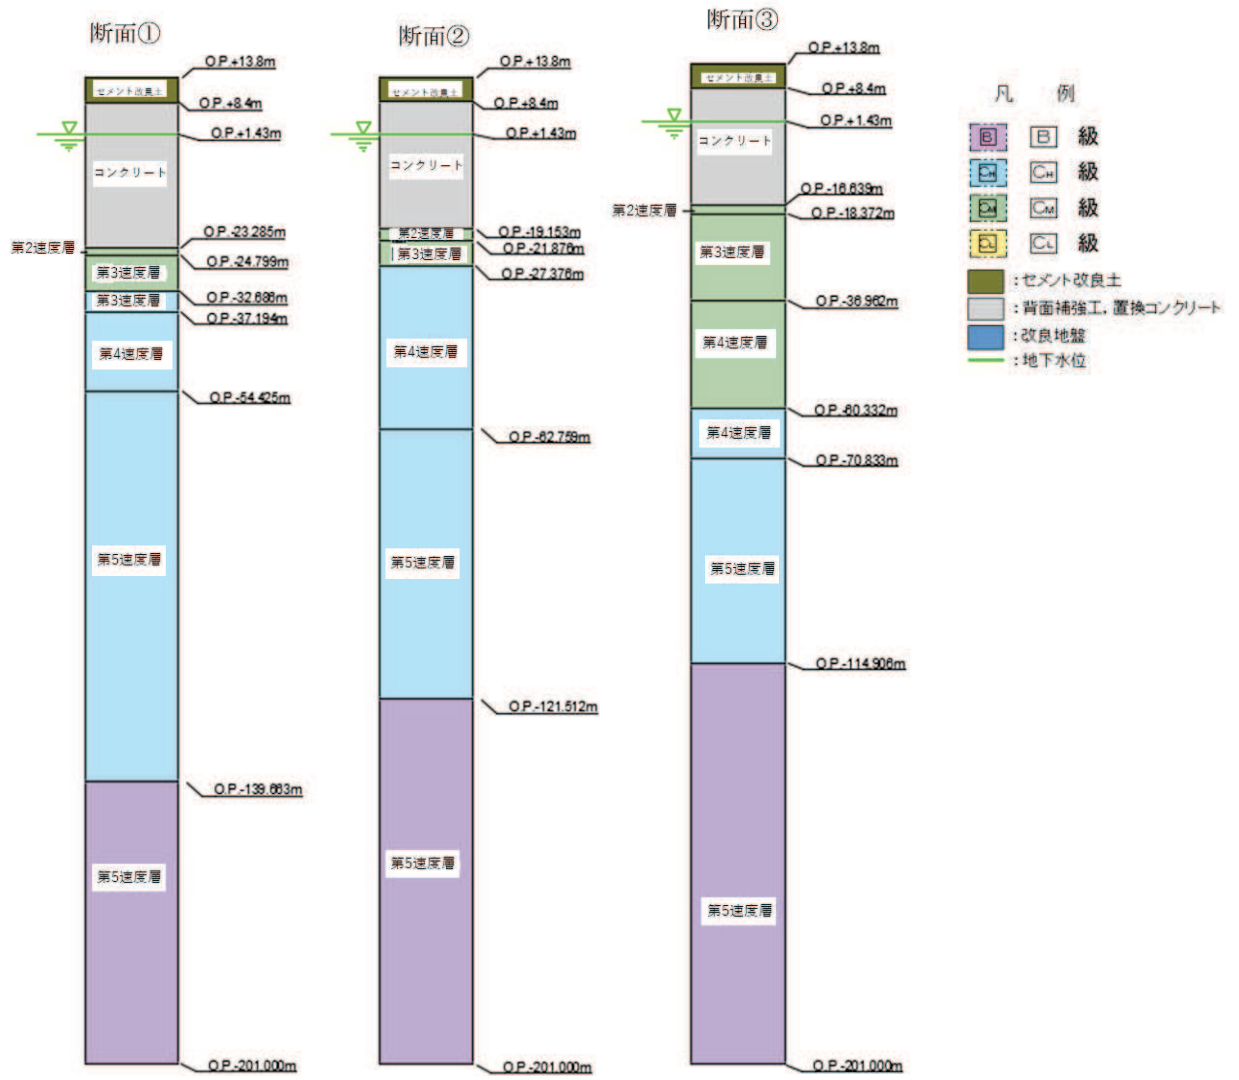 断面①
O.P.+13.8m
セメント改良土
O.P.+8.4m
O.P.+1.43m
コンクリート
O.P.-23.285m
第2速度層
O.P.-24.799m
第3速度層
O.P.-32.686m
第3速度層
O.P.-37.194m
第4速度層
O.P.-54.425m
第5速度層
O.P.-139.663m
第5速度層
O.P.-201.000m
断面②
O.P.+13.8m
セメント改良土
O.P.+8.4m
O.P.+1.43m
コンクリート
O.P.-19.153m
第2速度層
O.P.-21.876m
第3速度層
O.P.-27.376m
第4速度層
O.P.-62.759m
第5速度層
O.P.-121.512m
第5速度層
O.P.-201.000m
断面③
O.P.+13.8m
セメント改良土
O.P.+8.4m
O.P.+1.43m
コンクリート
O.P.-16.639m
第2速度層
O.P.-18.372m
第3速度層
O.P.-36.962m
第4速度層
O.P.-60.332m
第4速度層
O.P.-70.833m
第5速度層
O.P.-114.906m
第5速度層
O.P.-201.000m
凡 例
B B 級
CH CH 級
CM CM 級
CL CL 級
:セメント改良土
:背面補強工，置換コンクリート
:改良地盤
:地下水位